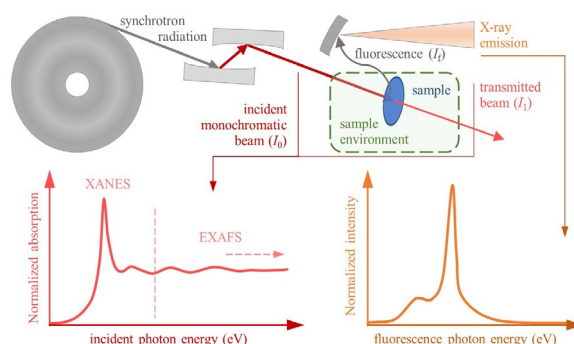 synchrotron
radiation
X-ray
emission
fluorescence (If)
sample
transmitted
beam (I1)
incident
monochromatic
beam (I0)
sample
environment
XANES
EXAFS
Normalized absorption
incident photon energy (eV)
Normalized intensity
fluorescence photon energy (eV)